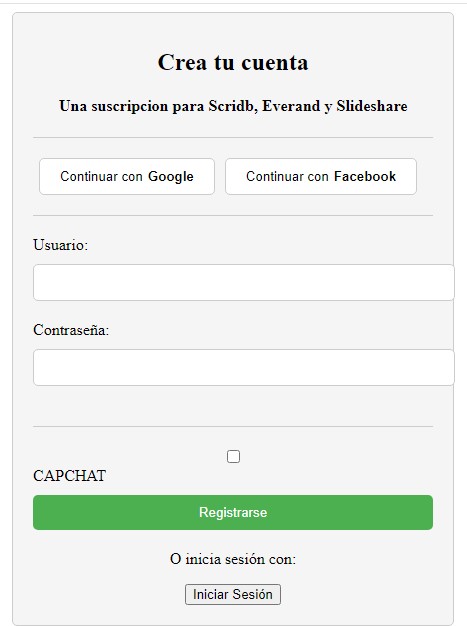 Crea tu cuenta
Una suscripcion para Scridb, Everand y Slideshare
Continuar con Google
Continuar con Facebook
Usuario:
Contraseña:
CAPCHAT
Registrarse
O inicia sesión con:
Iniciar Sesión